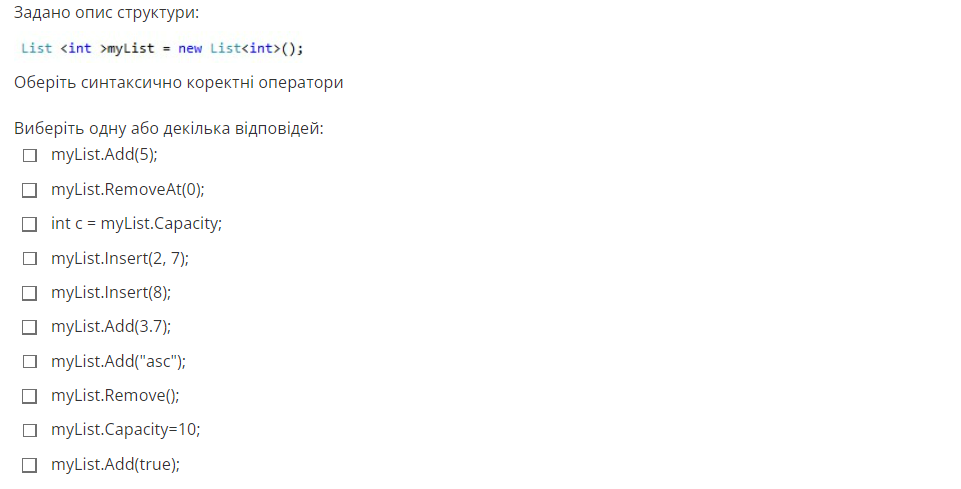 Задано опис структури:
List <int >myList = new List<int>();
Оберіть синтаксично коректні оператори
Виберіть одну або декілька відповідей:
myList.Add(5);
myList.RemoveAt(0);
int c = myList.Capacity;
myList.Insert(2, 7);
myList.Insert(8);
myList.Add(3.7);
myList.Add("asc");
myList.Remove();
myList.Capacity=10;
myList.Add(true);